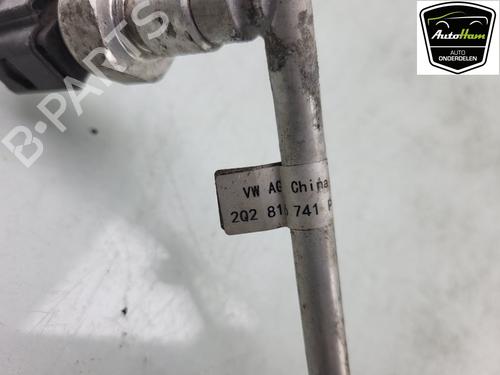 AutoHam
AUTO
ONDERDELEN
B-PARTS
VW AG China
2Q2 81 741